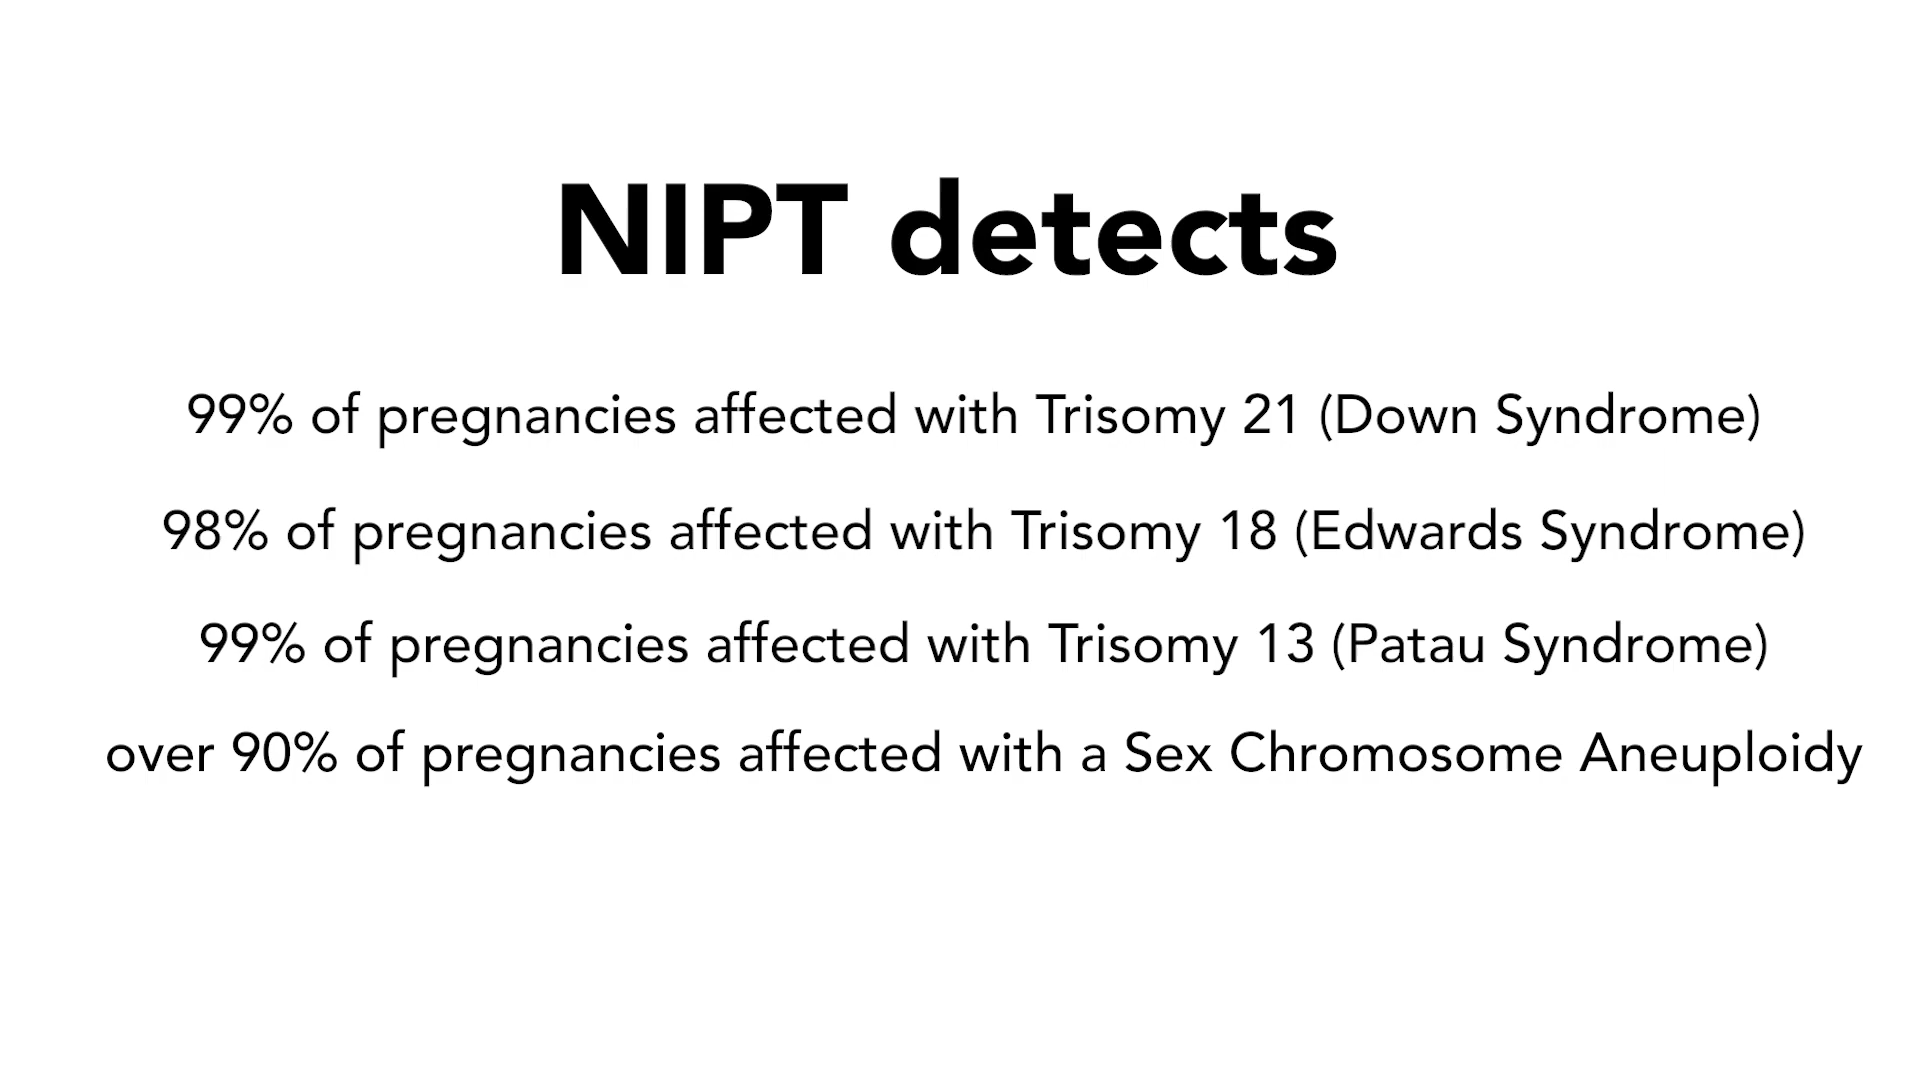 NIPT detects
99% of pregnancies affected with Trisomy 21 (Down Syndrome)
98% of pregnancies affected with Trisomy 18 (Edwards Syndrome)
99% of pregnancies affected with Trisomy 13 (Patau Syndrome)
over 90% of pregnancies affected with a Sex Chromosome Aneuploidy